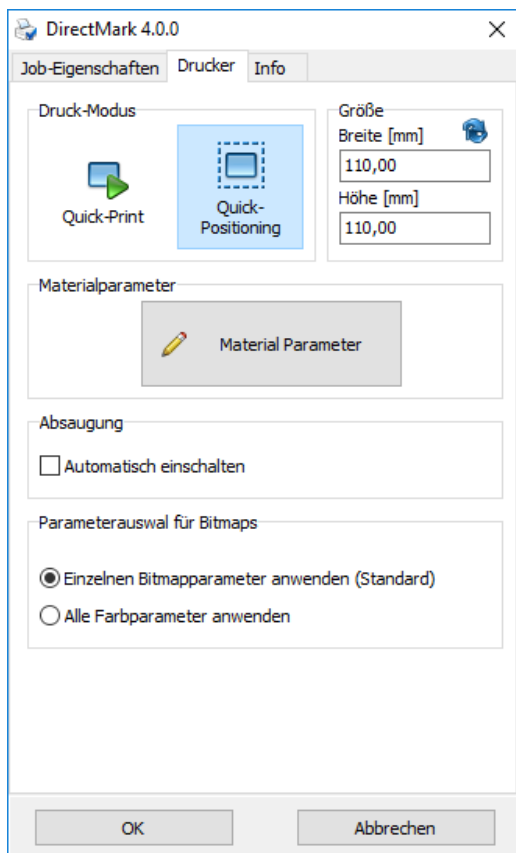 DirectMark 4.0.0
Job-Eigenschaften Drucker Info
Druck-Modus
Quick-Print
Quick-
Positioning
Größe
Breite [mm]
110,00
Höhe [mm]
110,00
Materialparameter
Material Parameter
Absaugung
Automatisch einschalten
Parameterauswal für Bitmaps
Einzelnen Bitmapparameter anwenden (Standard)
Alle Farbparameter anwenden
OK Abbrechen